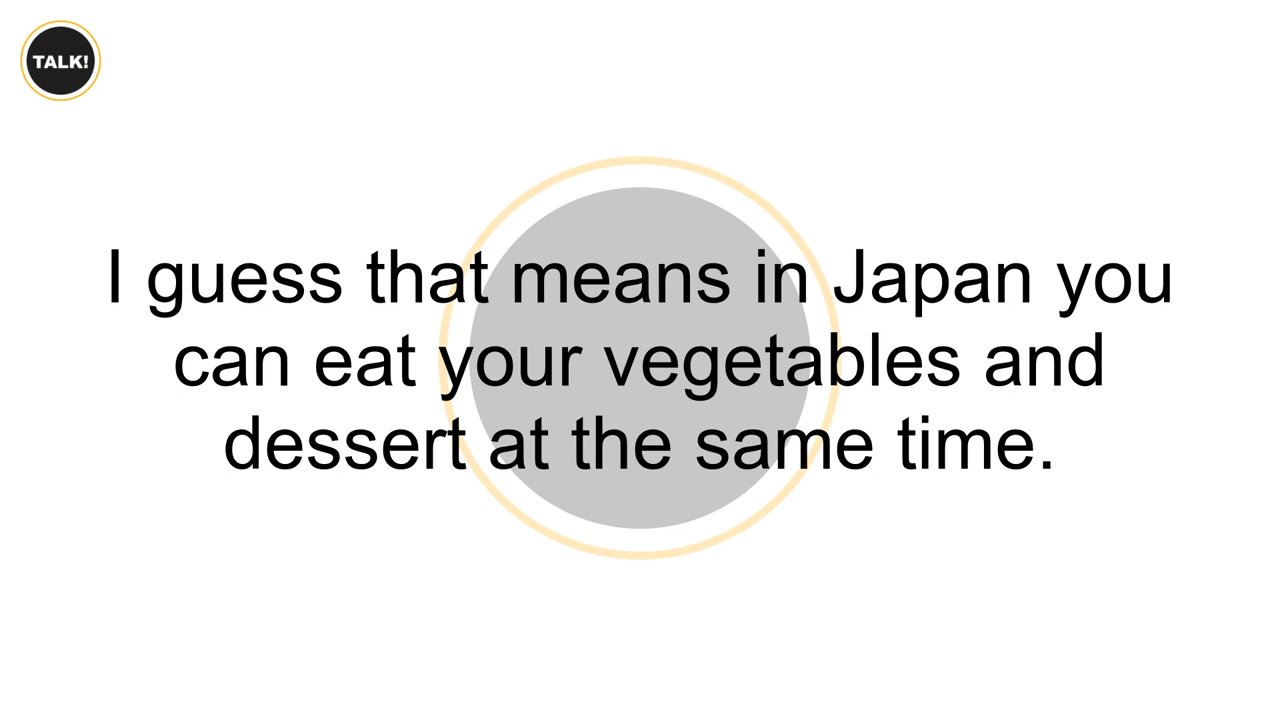 TALK!
I guess that means in Japan you
can eat your vegetables and
dessert at the same time.